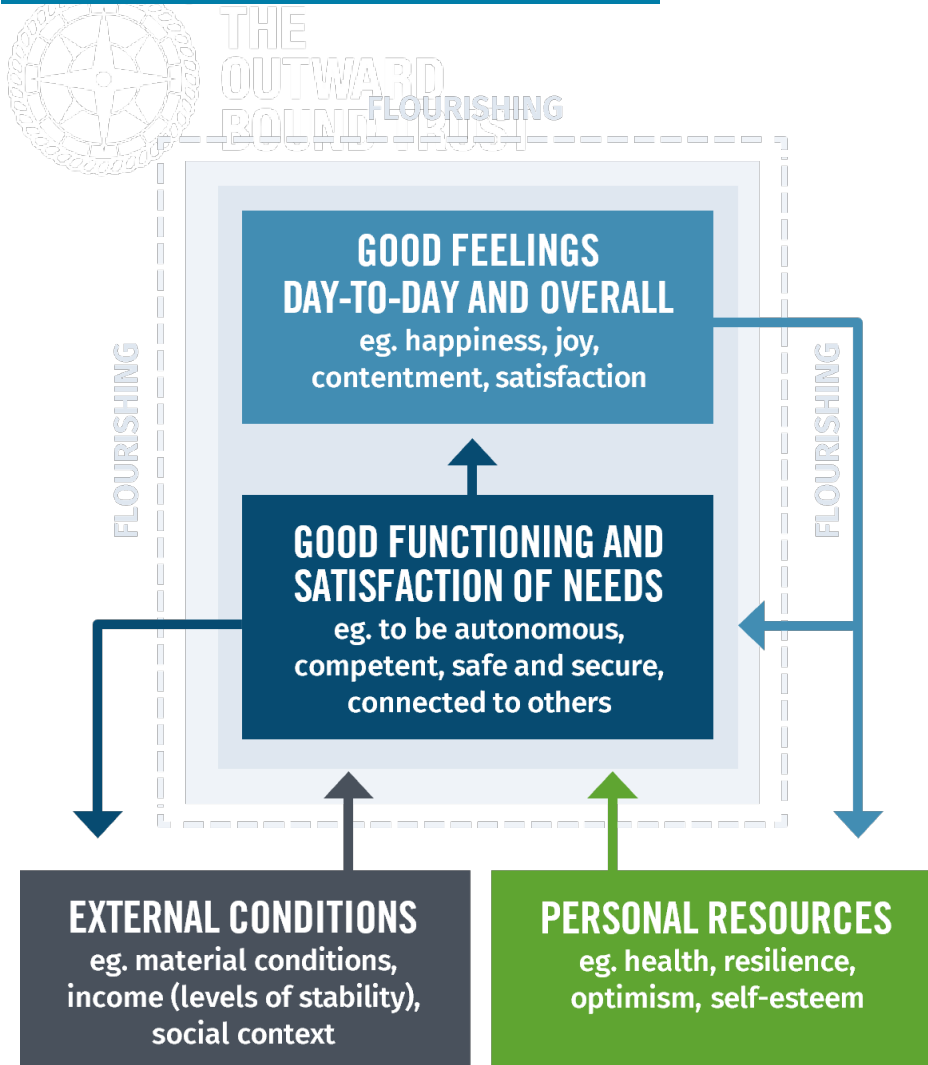 THE
OUTWARD
BOUND TRUST
FLOURISHING
GOOD FEELINGS
DAY-TO-DAY AND OVERALL
eg. happiness, joy,
contentment, satisfaction
FLOURISHING
FLOURISHING
GOOD FUNCTIONING AND
SATISFACTION OF NEEDS
eg. to be autonomous,
competent, safe and secure,
connected to others
EXTERNAL CONDITIONS
eg. material conditions,
income (levels of stability),
social context
PERSONAL RESOURCES
eg. health, resilience,
optimism, self-esteem